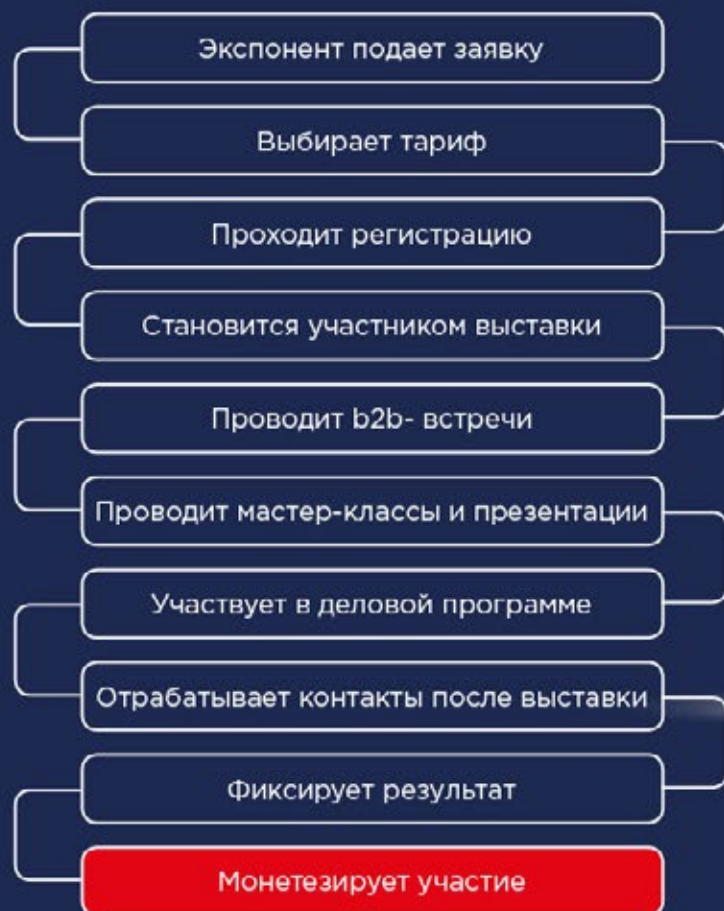 Экспонент подает заявку
Выбирает тариф
Проходит регистрацию
Становится участником выставки
Проводит b2b- встречи
Проводит мастер-классы и презентации
Участвует в деловой программе
Отрабатывает контакты после выставки
Фиксирует результат
Монетезирует участие